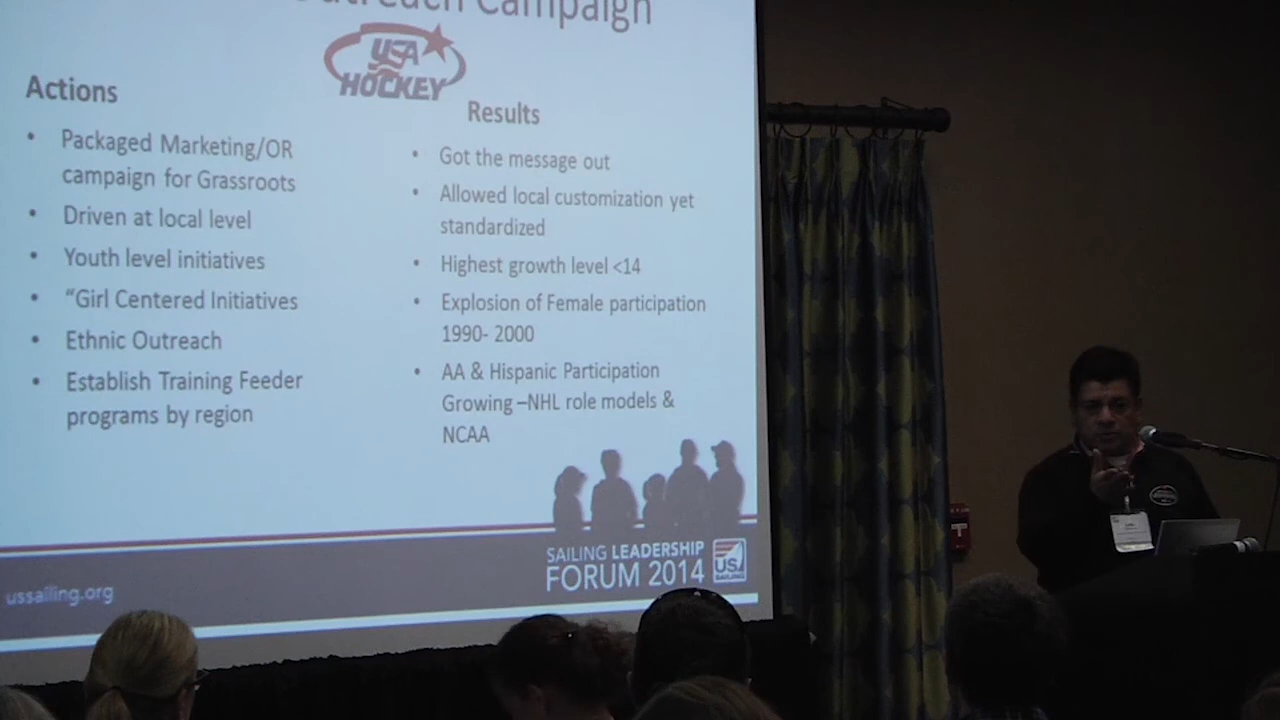 Outreach Campaign
USA
HOCKEY
Actions
• Packaged Marketing/OR
campaign for Grassroots
• Driven at local level
• Youth level initiatives
• “Girl Centered Initiatives
• Ethnic Outreach
• Establish Training Feeder
programs by region
Results
• Got the message out
• Allowed local customization yet
standardized
• Highest growth level <14
• Explosion of Female participation
1990- 2000
• AA & Hispanic Participation
Growing –NHL role models &
NCAA
ussailing.org
SAILING LEADERSHIP
FORUM 2014
US
SAILING